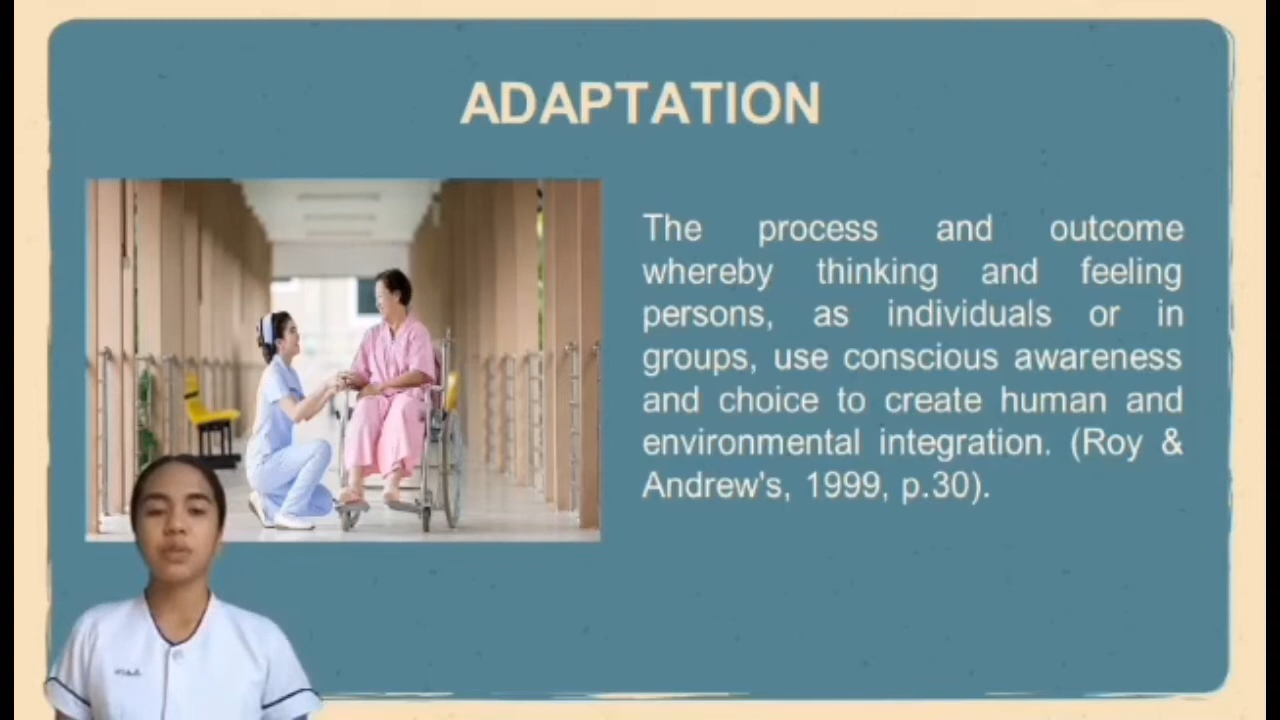 ADAPTATION
The process and outcome
whereby thinking and feeling
persons, as individuals or in
groups, use conscious awareness
and choice to create human and
environmental integration. (Roy &
Andrew's, 1999, p.30).